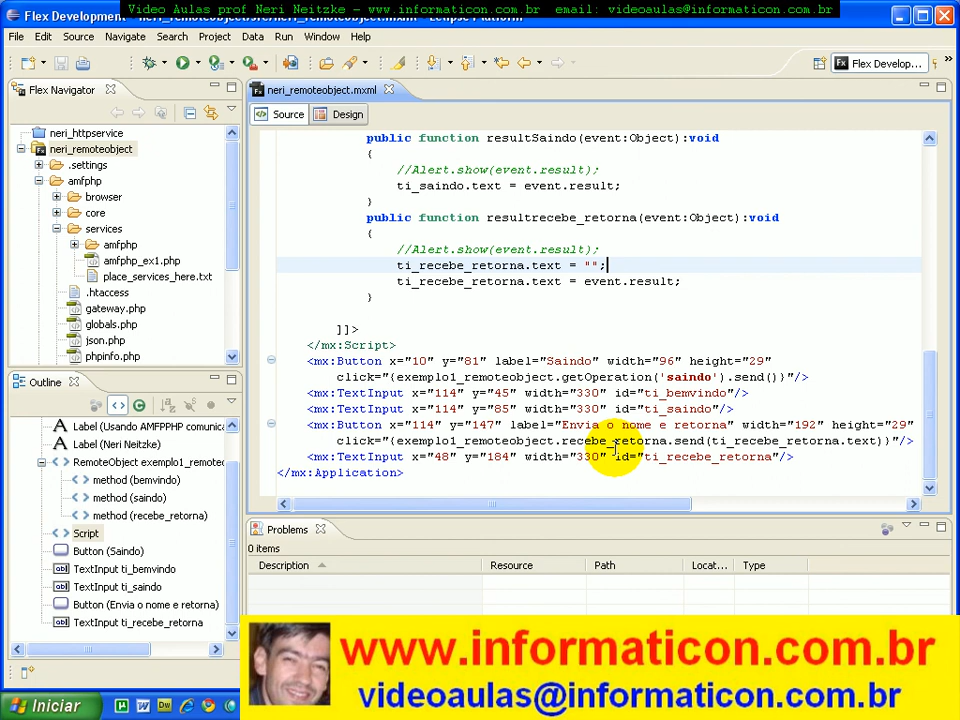 Video Aulas prof Neri Neitzke - www.informaticon.com.br email: videoaulas@informaticon.com.br
File Edit Source Navigate Search Project Data Run Window Help
Flex Develop...
Flex Navigator
neri_httpservice
neri_remoteobject
.settings
amfphp
browser
core
services
amfphp
amfphp_ex1.php
place_services_here.txt
.htaccess
gateway.php
globals.php
json.php
phpinfo.php
Outline
Label (Usando AMFPHP comunica
Label (Neri Neitzke)
RemoteObject exemplo1_remoteo
method (bemvindo)
method (saindo)
method (recebe_retorna)
Script
Button (Saindo)
TextInput ti_bemvindo
TextInput ti_saindo
Button (Envia o nome e retorna)
TextInput ti_recebe_retorna
neri_remoteobject.mxml
Source Design
public function resultSaindo(event:Object):void
{
//Alert.show(event.result);
ti_saindo.text = event.result;
}
public function resultrecebe_retorna(event:Object):void
{
//Alert.show(event.result);
ti_recebe_retorna.text = "";
ti_recebe_retorna.text = event.result;
}
]]>
</mx:Script>
<mx:Button x="10" y="81" label="Saindo" width="96" height="29"
click="{exemplo1_remoteobject.getOperation('saindo').send()}"/>
<mx:TextInput x="114" y="45" width="330" id="ti_bemvindo"/>
<mx:TextInput x="114" y="85" width="330" id="ti_saindo"/>
<mx:Button x="114" y="147" label="Envia o nome e retorna" width="192" height="29"
click="{exemplo1_remoteobject.recebe_retorna.send(ti_recebe_retorna.text)}"/>
<mx:TextInput x="48" y="184" width="330" id="ti_recebe_retorna"/>
</mx:Application>
Problems
0 items
Description Resource Path Locat... Type
www.informaticon.com.br
videoaulas@informaticon.com.br
Iniciar